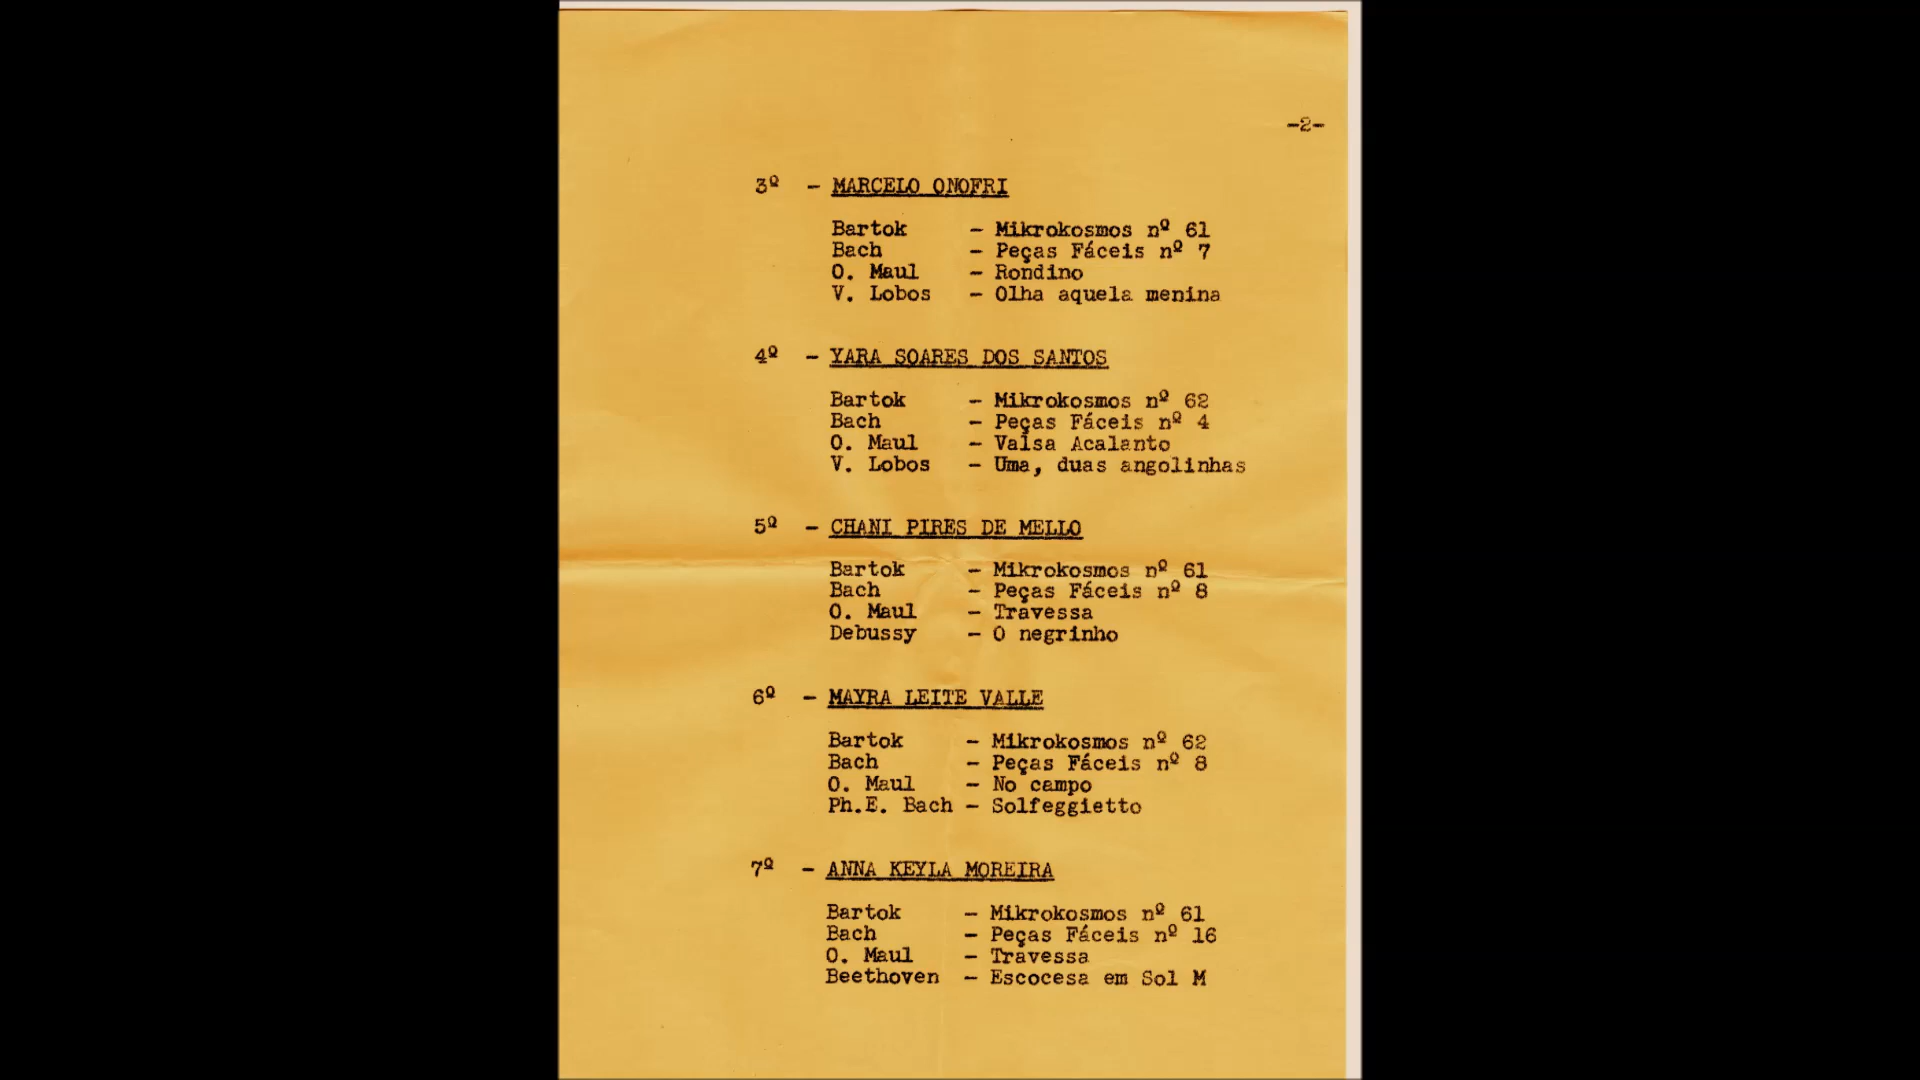 -2-
3º - MARCELO ONOFRI
Bartok - Mikrokosmos nº 61
Bach - Peças Fáceis nº 7
O. Maul - Rondino
V. Lobos - Olha aquela menina
4º - YARA SOARES DOS SANTOS
Bartok - Mikrokosmos nº 62
Bach - Peças Fáceis nº 4
O. Maul - Valsa Acalanto
V. Lobos - Uma, duas angolinhas
5º - CHANI PIRES DE MELLO
Bartok - Mikrokosmos nº 61
Bach - Peças Fáceis nº 8
O. Maul - Travessa
Debussy - O negrinho
6º - MAYRA LEITE VALLE
Bartok - Mikrokosmos nº 62
Bach - Peças Fáceis nº 8
O. Maul - No campo
Ph.E. Bach - Solfeggietto
7º - ANNA KEYLA MOREIRA
Bartok - Mikrokosmos nº 61
Bach - Peças Fáceis nº 16
O. Maul - Travessa
Beethoven - Escocesa em Sol M